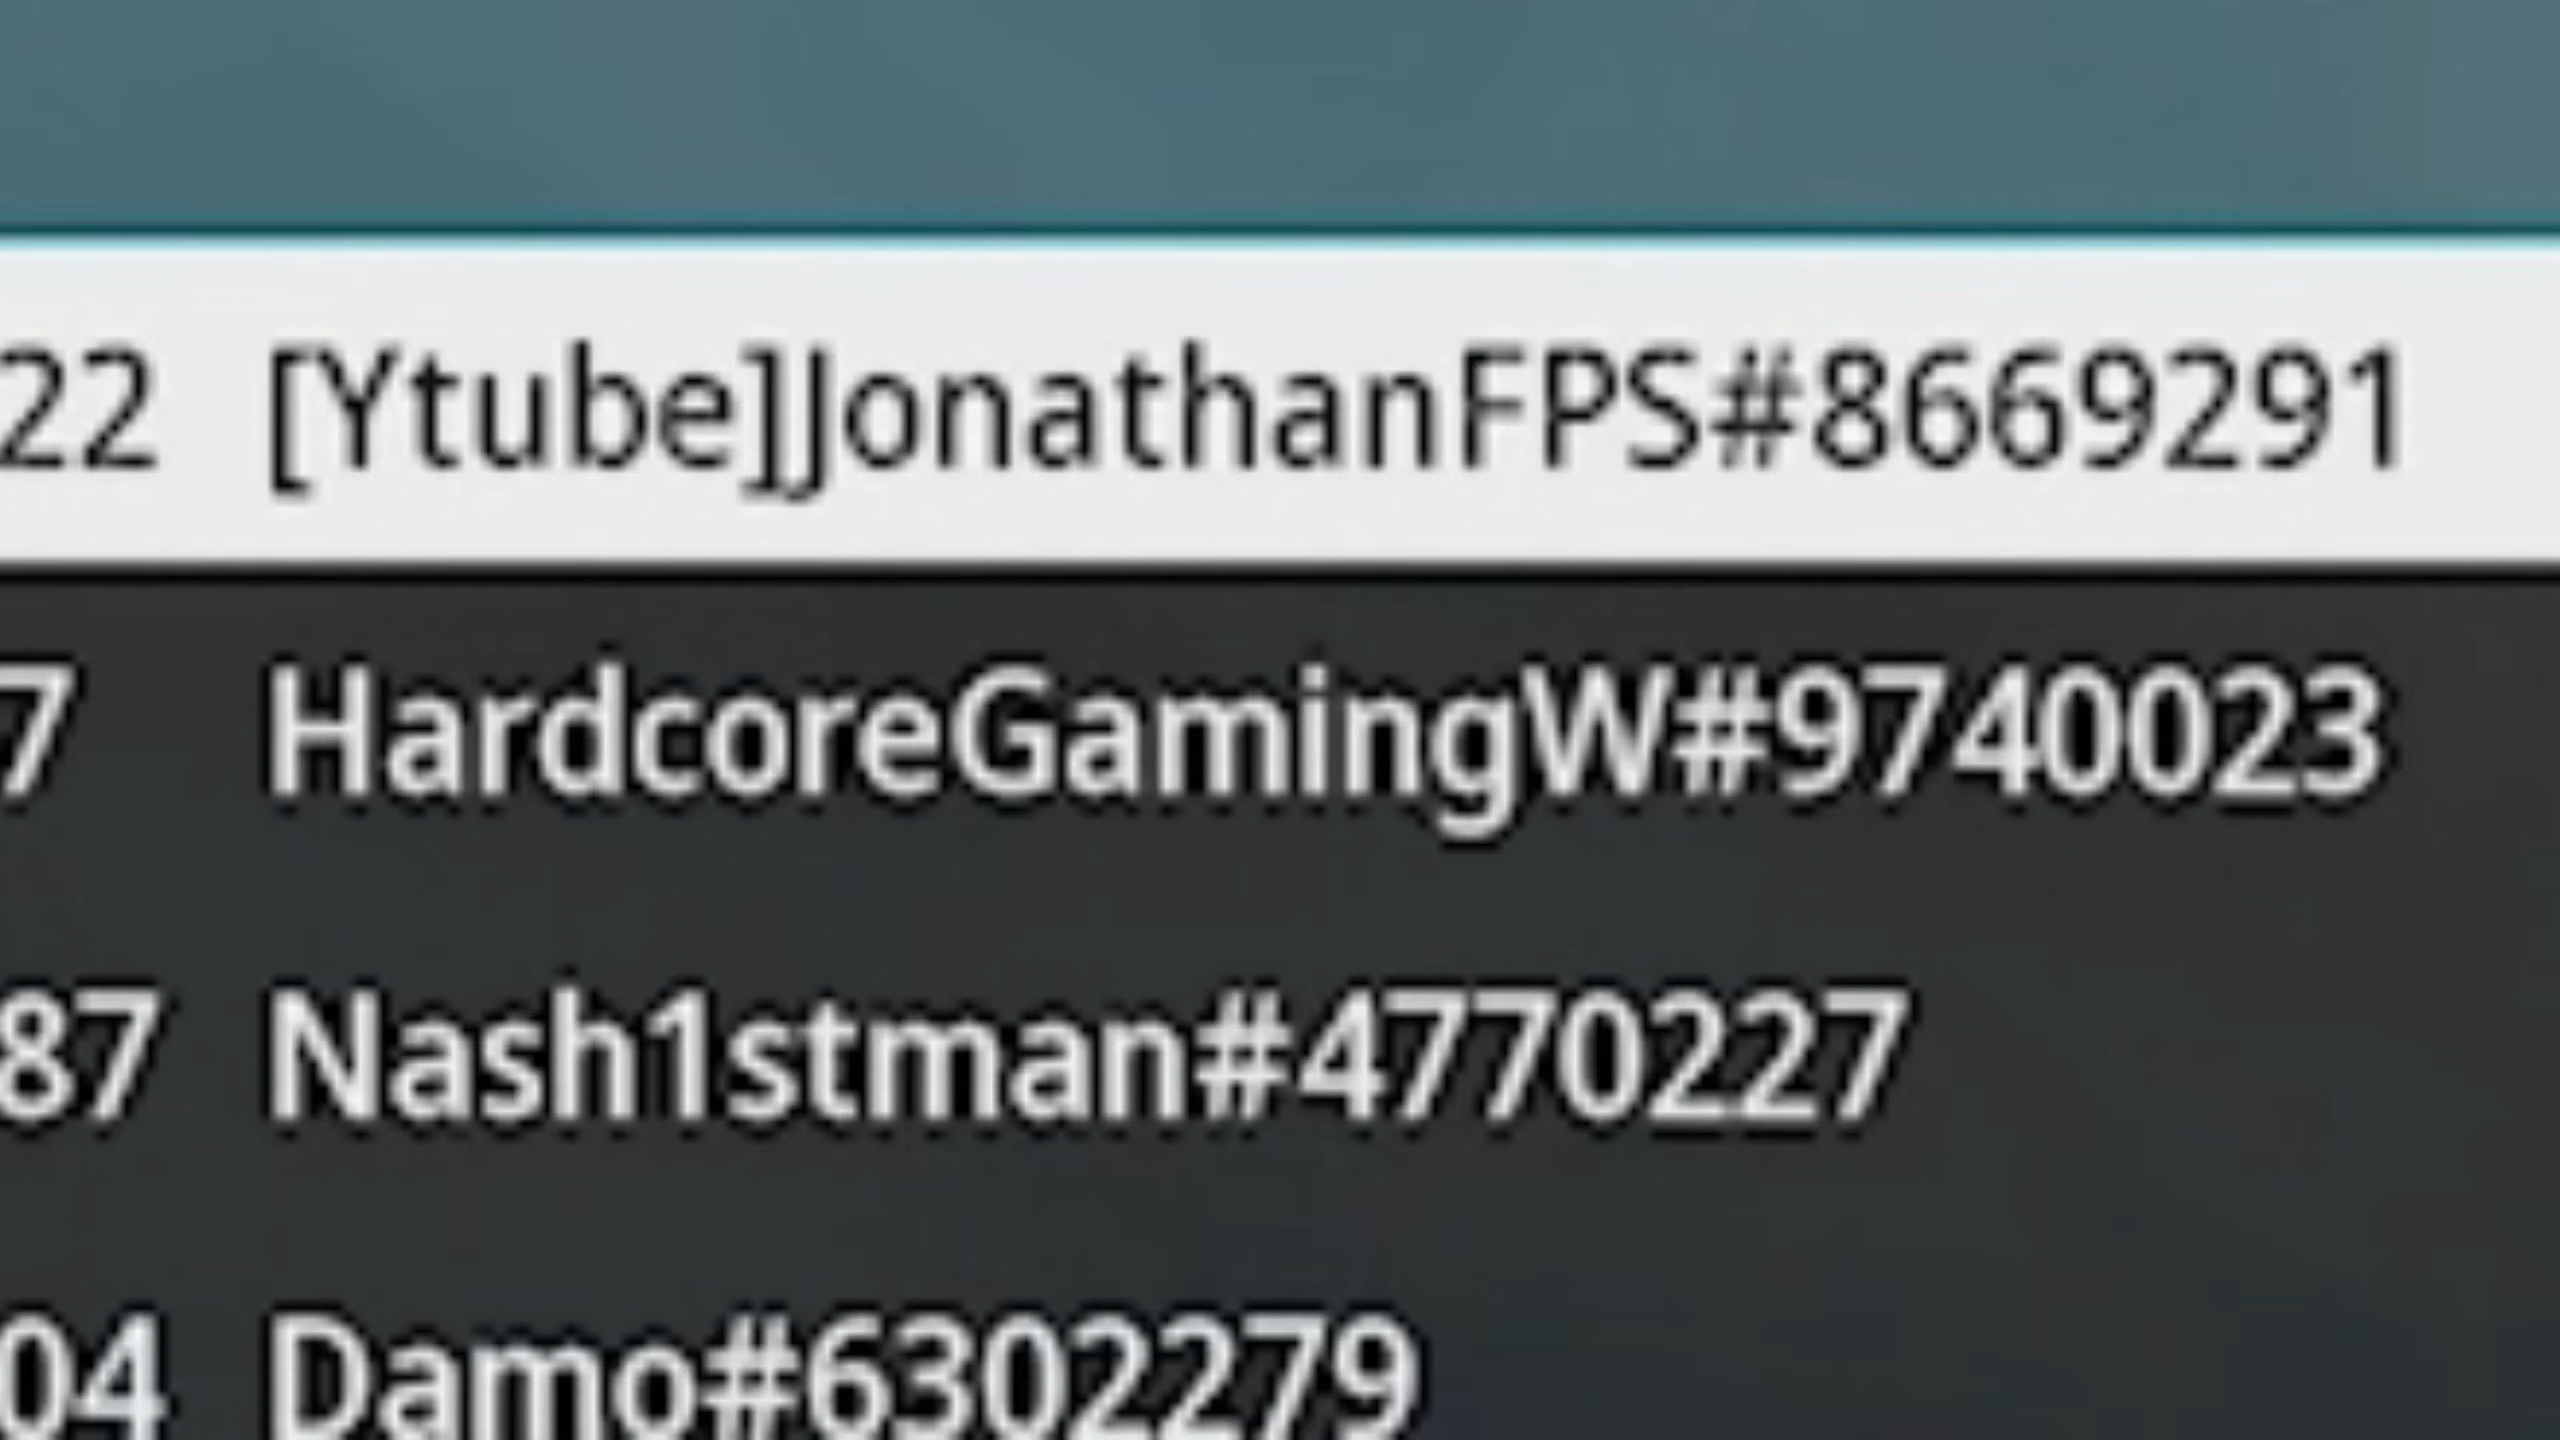 22 [Ytube]JonathanFPS#8669291
7 HardcoreGamingW#9740023
87 Nash1stman#4770227
04 Damo#6302279